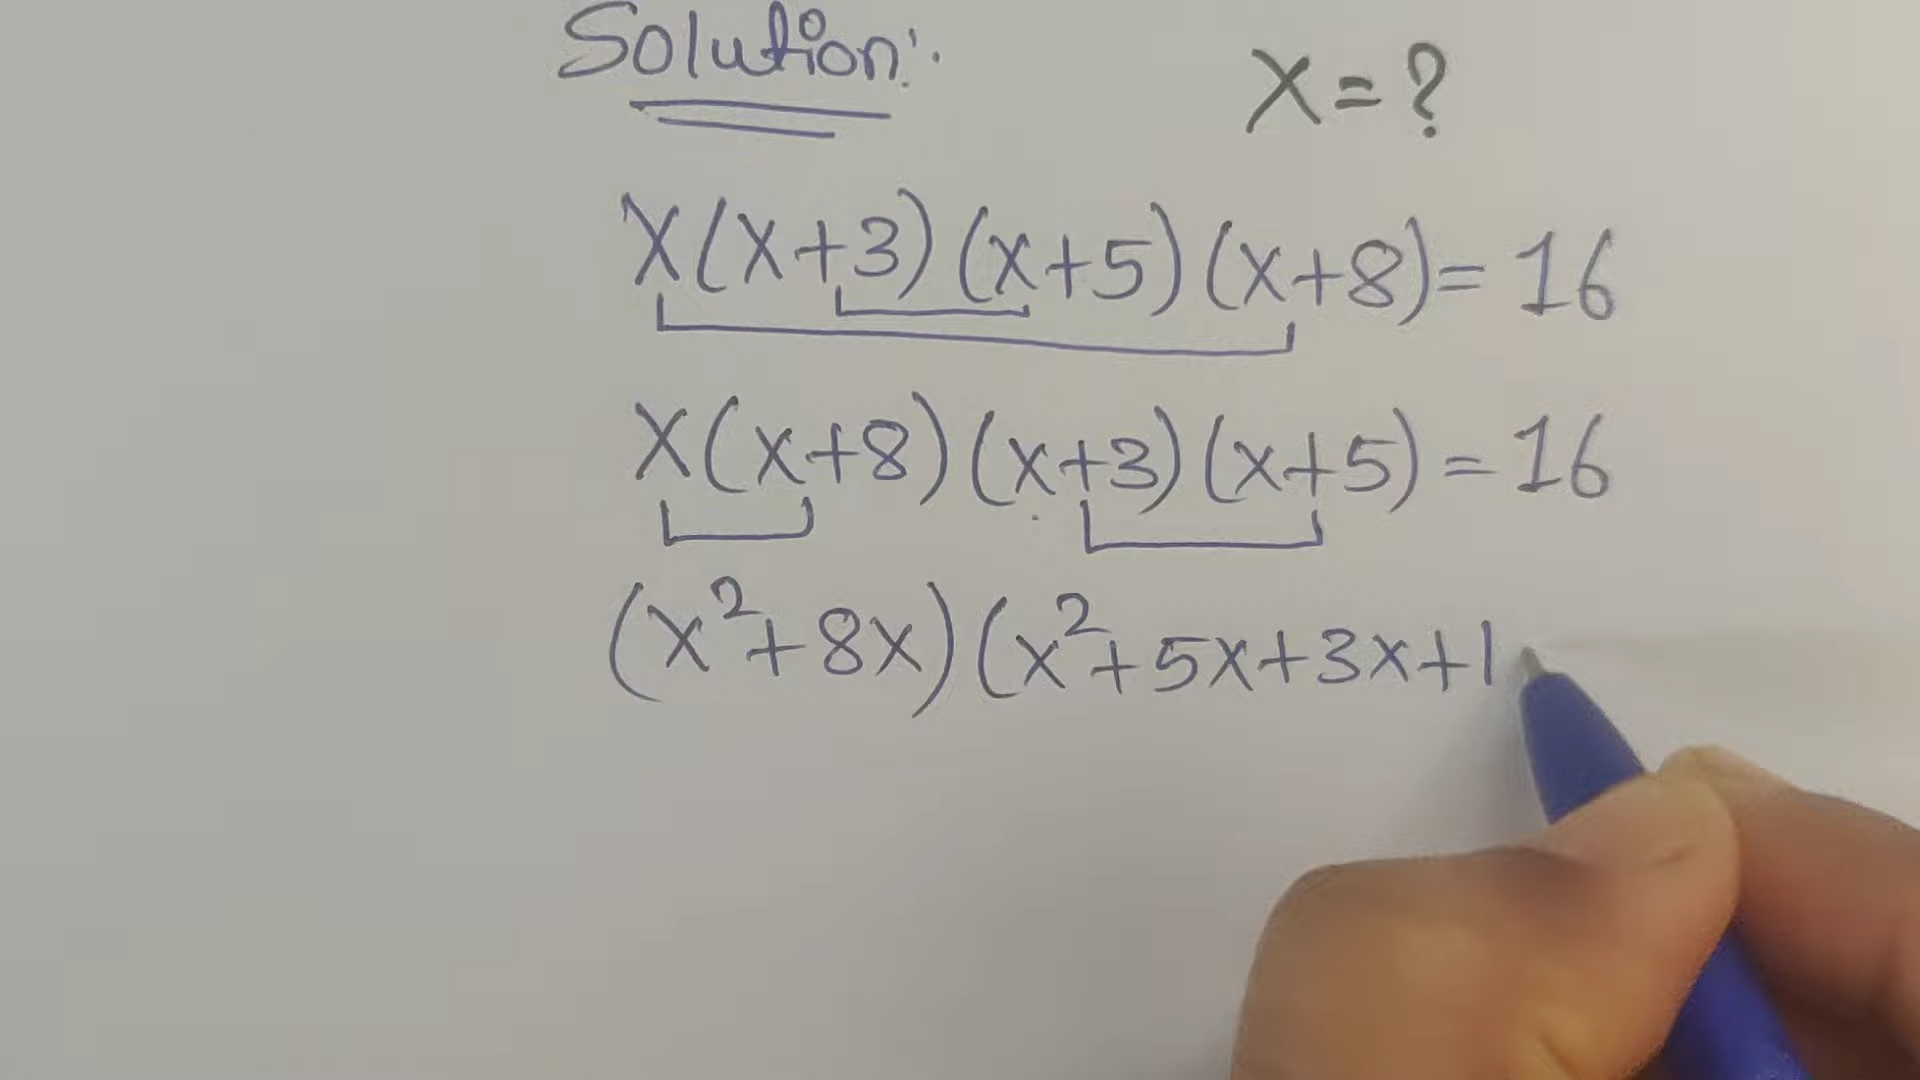 Solution:
X=?
X(X+3)(x+5)(x+8)=16
X(x+8)(x+3)(x+5)=16
(x²+8x)(x²+5x+3x+1